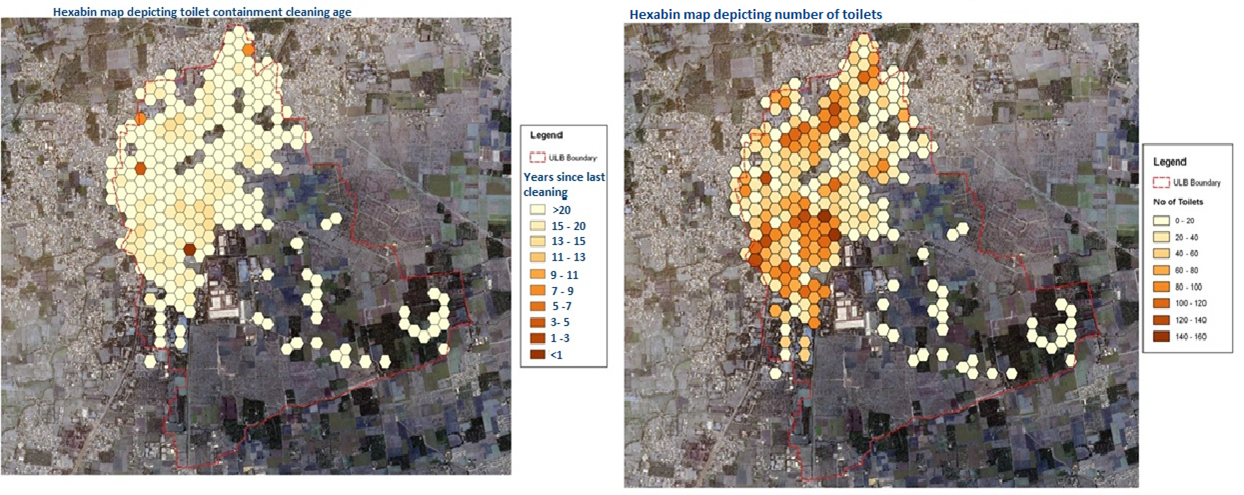 Hexabin map depicting toilet containment cleaning age
Legend
ULB Boundary
Years since last
cleaning
>20
15 - 20
13 - 15
11 - 13
9 - 11
7 - 9
5 -7
3- 5
1 -3
<1
Hexabin map depicting number of toilets
Legend
ULB Boundary
No of Toilets
0 - 20
20 - 40
40 - 60
60 - 80
80 - 100
100 - 120
120 - 140
140 - 160